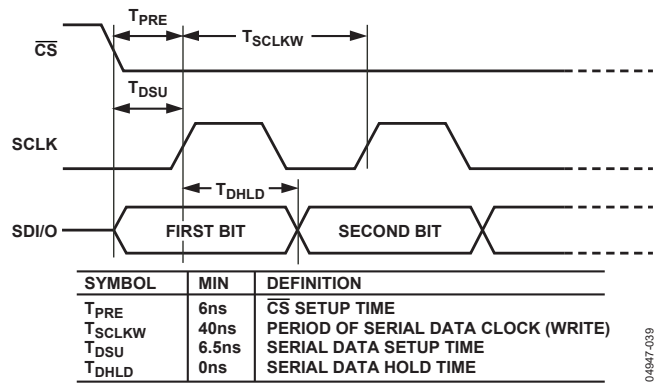 TPRE
TSCLKW
CS
TDSU
SCLK
TDHLD
SDI/O FIRST BIT SECOND BIT
SYMBOL MIN DEFINITION
TPRE 6ns CS SETUP TIME
TSCLKW 40ns PERIOD OF SERIAL DATA CLOCK (WRITE)
TDSU 6.5ns SERIAL DATA SETUP TIME
TDHLD 0ns SERIAL DATA HOLD TIME
04947-039